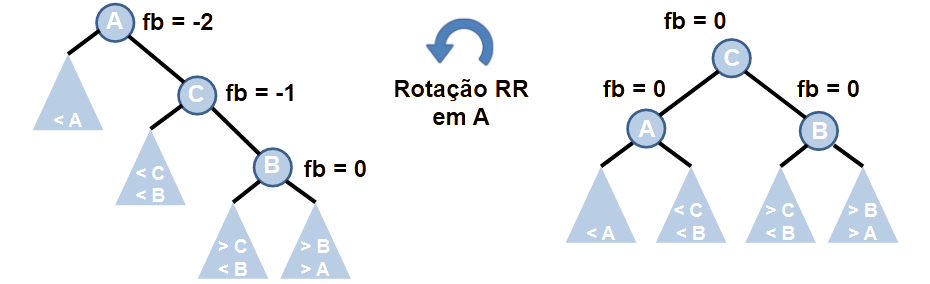 A fb = -2
C fb = -1
B fb = 0
< A
< C
< B
> C
< B
> B
> A
Rotação RR
em A
fb = 0
C
fb = 0
fb = 0
A
B
< A
< C
< B
> C
< B
> B
> A